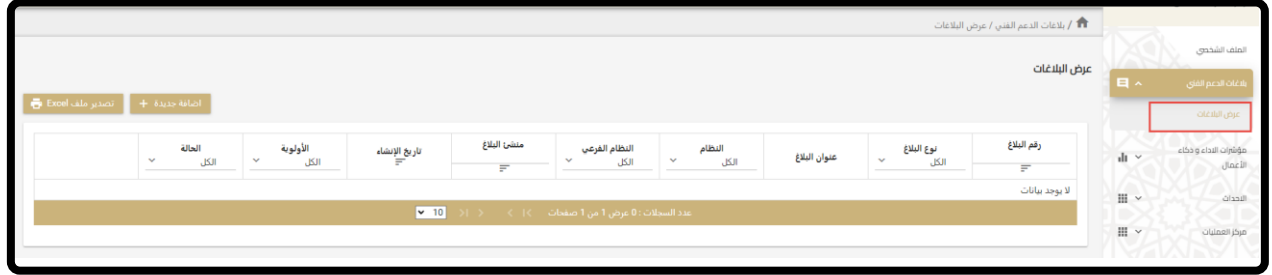 / بلاغات الدعم الفني / عرض البلاغات
الملف الشخصي
بلاغات الدعم الفني
عرض البلاغات
مؤشرات الاداء و ذكاء
الأعمال
الاحداث
مركز العمليات
عرض البلاغات
اضافة جديدة +
تصدير ملف Excel
رقم البلاغ
نوع البلاغ
الكل
عنوان البلاغ
النظام
الكل
النظام الفرعي
الكل
منشئ البلاغ
تاريخ الإنشاء
الأولوية
الكل
الحالة
الكل
لا يوجد بيانات
عدد السجلات : 0 عرض 1 من 1 صفحات
10